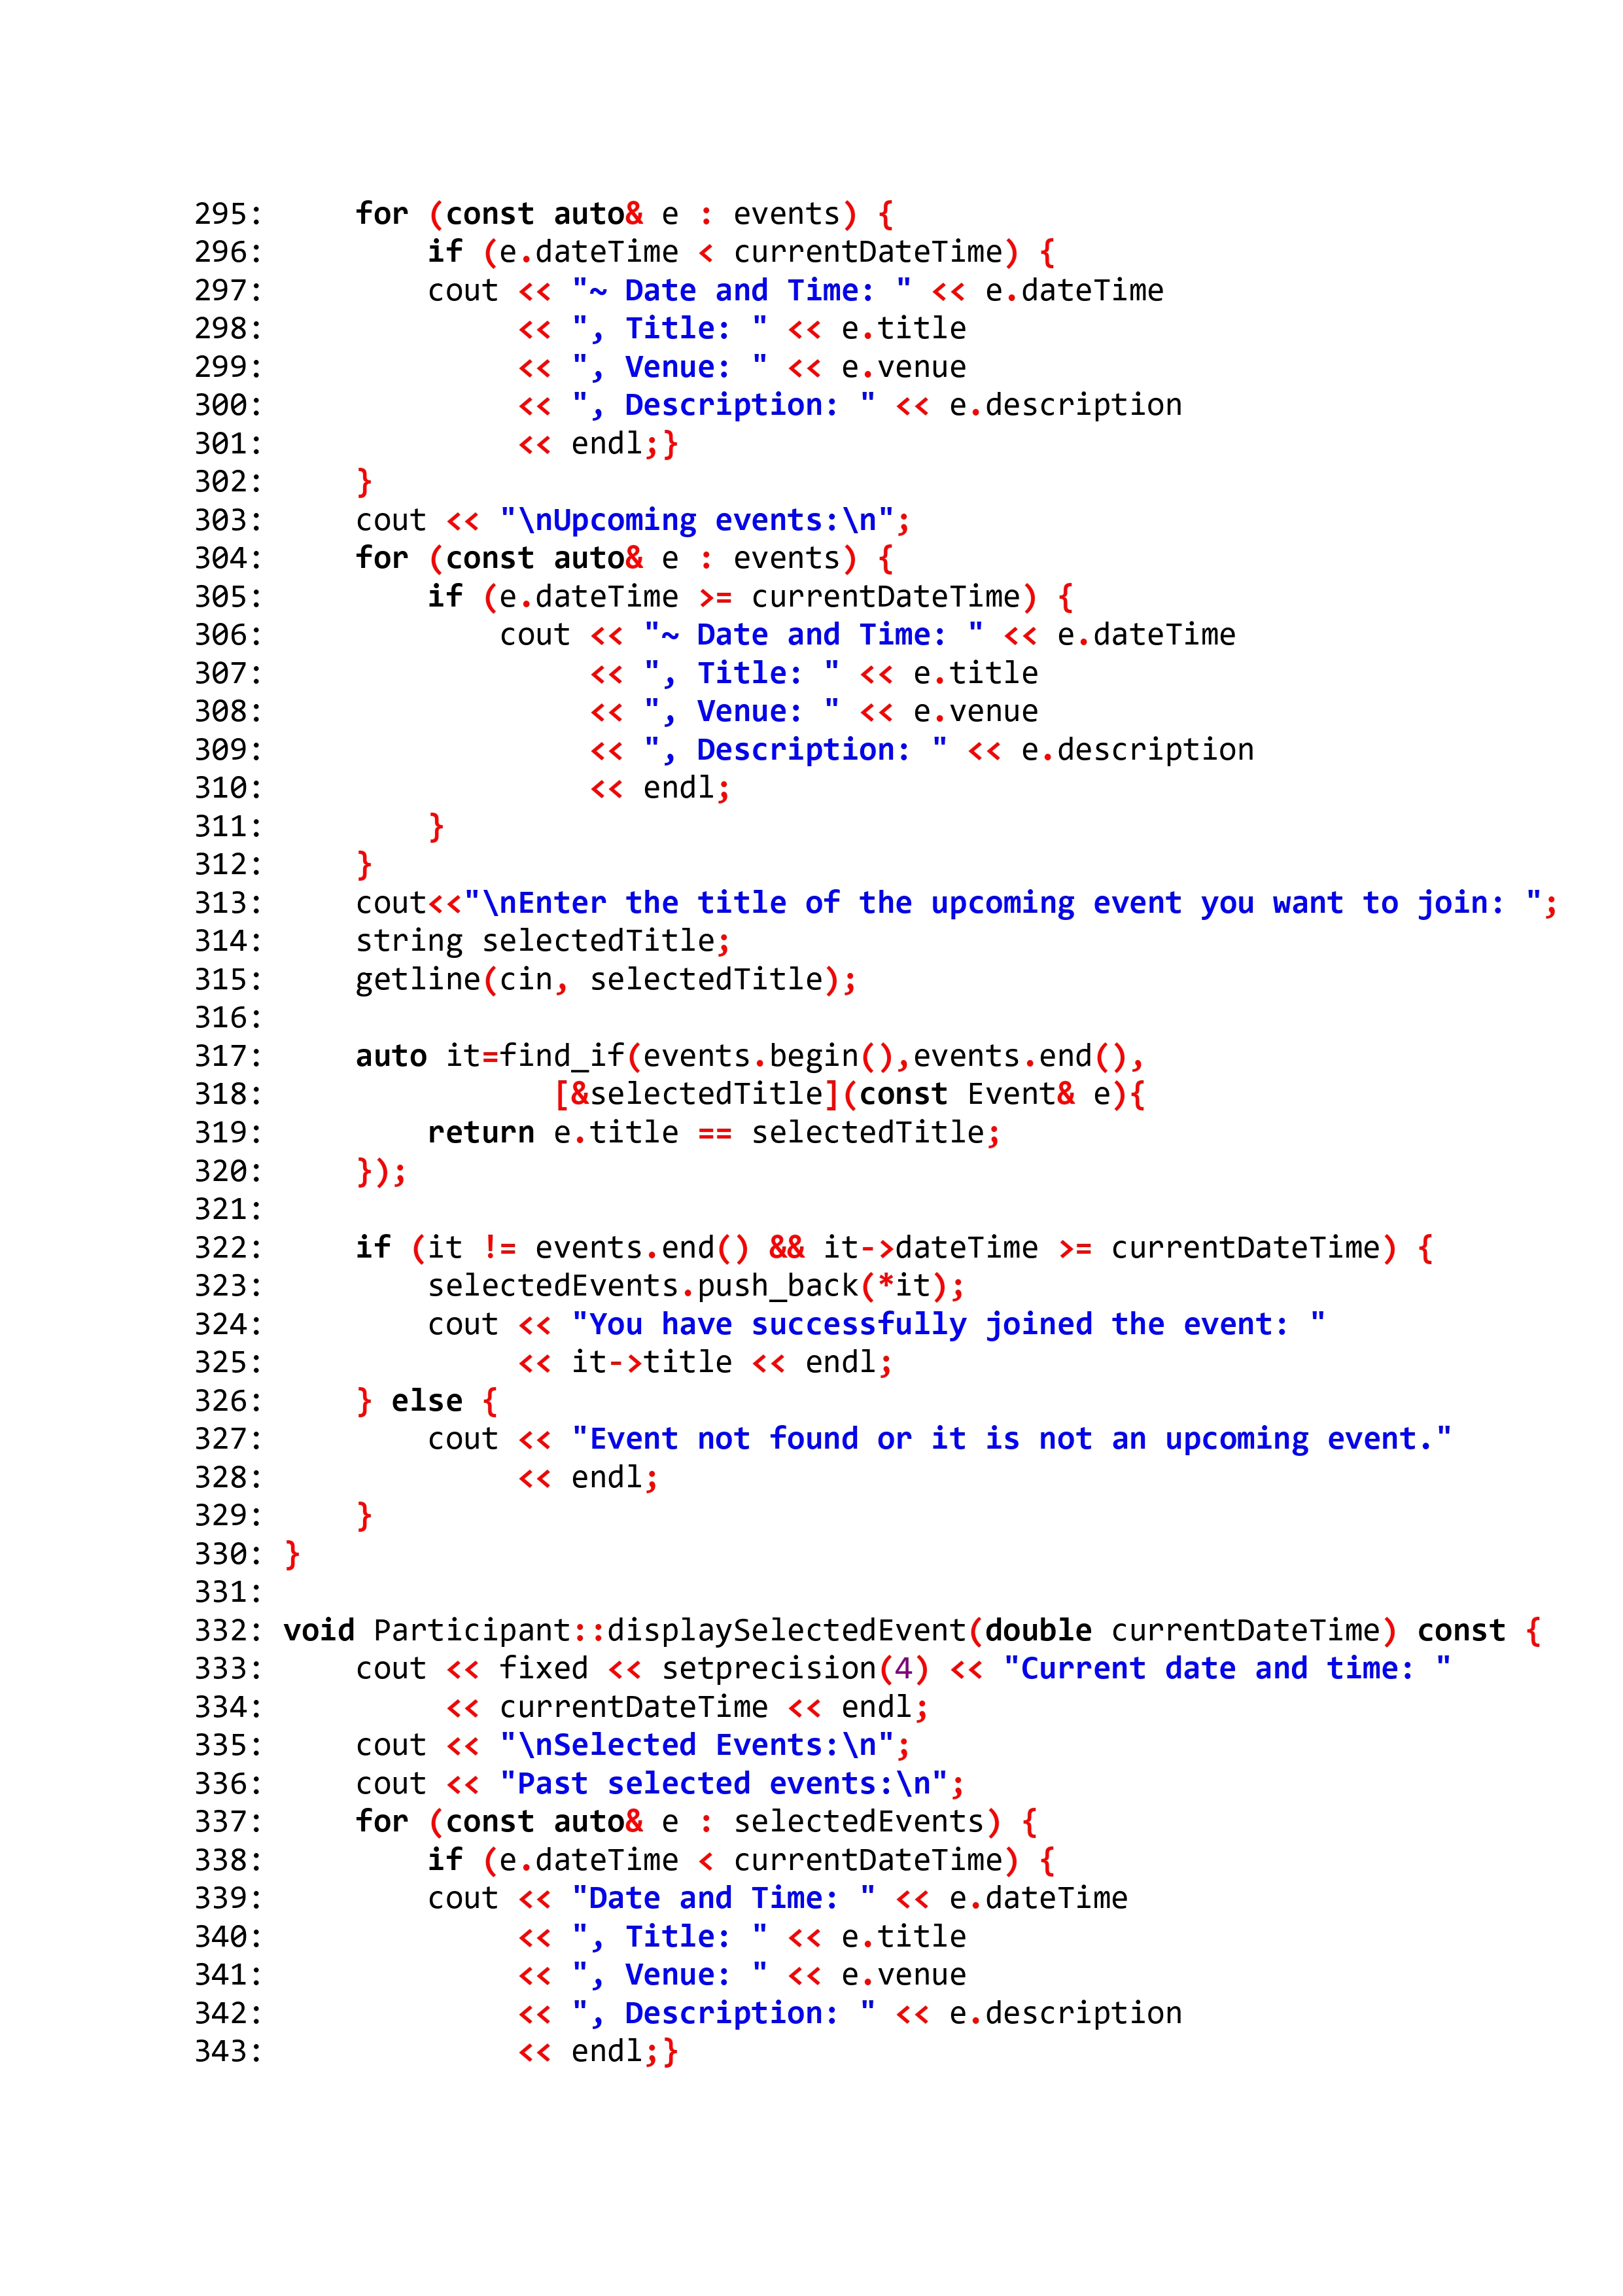 295:     for (const auto& e : events) {
296:         if (e.dateTime < currentDateTime) {
297:         cout << "~ Date and Time: " << e.dateTime
298:              << ", Title: " << e.title
299:              << ", Venue: " << e.venue
300:              << ", Description: " << e.description
301:              << endl;}
302:     }
303:     cout << "\nUpcoming events:\n";
304:     for (const auto& e : events) {
305:         if (e.dateTime >= currentDateTime) {
306:             cout << "~ Date and Time: " << e.dateTime
307:                  << ", Title: " << e.title
308:                  << ", Venue: " << e.venue
309:                  << ", Description: " << e.description
310:                  << endl;
311:         }
312:     }
313:     cout<<"\nEnter the title of the upcoming event you want to join: ";
314:     string selectedTitle;
315:     getline(cin, selectedTitle);
316:
317:     auto it=find_if(events.begin(),events.end(),
318:                [&selectedTitle](const Event& e){
319:         return e.title == selectedTitle;
320:     });
321:
322:     if (it != events.end() && it->dateTime >= currentDateTime) {
323:         selectedEvents.push_back(*it);
324:         cout << "You have successfully joined the event: "
325:              << it->title << endl;
326:     } else {
327:         cout << "Event not found or it is not an upcoming event."
328:              << endl;
329:     }
330: }
331:
332: void Participant::displaySelectedEvent(double currentDateTime) const {
333:     cout << fixed << setprecision(4) << "Current date and time: "
334:          << currentDateTime << endl;
335:     cout << "\nSelected Events:\n";
336:     cout << "Past selected events:\n";
337:     for (const auto& e : selectedEvents) {
338:         if (e.dateTime < currentDateTime) {
339:         cout << "Date and Time: " << e.dateTime
340:              << ", Title: " << e.title
341:              << ", Venue: " << e.venue
342:              << ", Description: " << e.description
343:              << endl;}